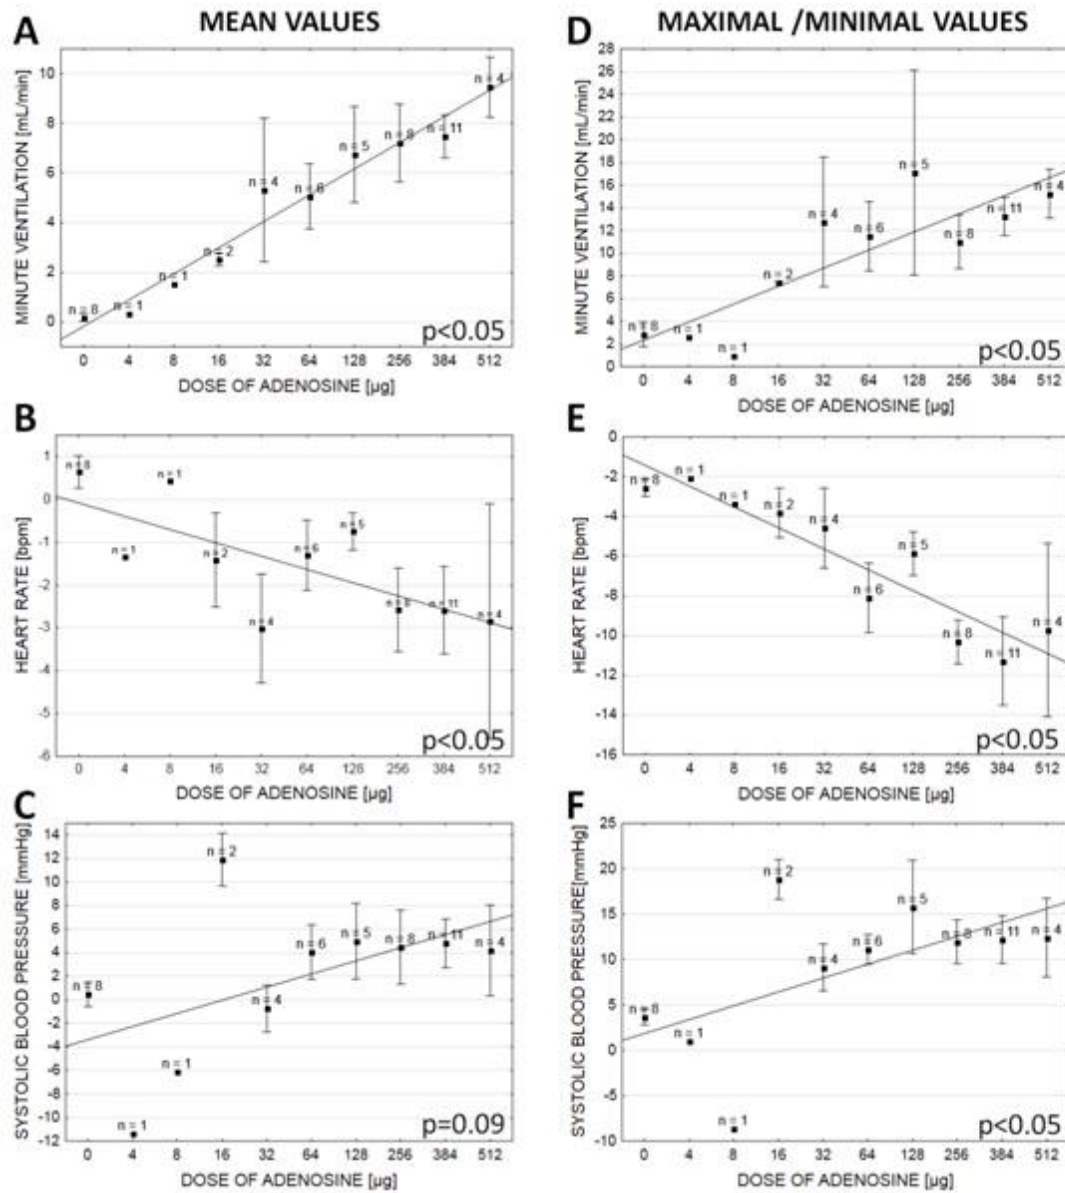 MEAN VALUES
MAXIMAL /MINIMAL VALUES
A
MINUTE VENTILATION [mL/min]
10
8
6
4
2
0
n = 8
n = 1
n = 1
n = 2
n = 4
n = 6
n = 5
n = 8
n = 11
n = 4
p<0.05
0 4 8 16 32 64 128 256 384 512
DOSE OF ADENOSINE [µg]
D
MINUTE VENTILATION [mL/min]
28
26
24
22
20
18
16
14
12
10
8
6
4
2
0
n = 8
n = 1
n = 1
n = 2
n = 4
n = 6
n = 5
n = 8
n = 11
n = 4
p<0.05
0 4 8 16 32 64 128 256 384 512
DOSE OF ADENOSINE [µg]
B
HEART RATE [bpm]
1
0
-1
-2
-3
-4
-5
-6
n = 8
n = 1
n = 1
n = 2
n = 4
n = 6
n = 5
n = 8
n = 11
n = 4
p<0.05
0 4 8 16 32 64 128 256 384 512
DOSE OF ADENOSINE [µg]
E
HEART RATE [bpm]
0
-2
-4
-6
-8
-10
-12
-14
-16
n = 8
n = 1
n = 1
n = 2
n = 4
n = 6
n = 5
n = 8
n = 11
n = 4
p<0.05
0 4 8 16 32 64 128 256 384 512
DOSE OF ADENOSINE [µg]
C
SYSTOLIC BLOOD PRESSURE [mmHg]
14
12
10
8
6
4
2
0
-2
-4
-6
-8
-10
-12
n = 8
n = 1
n = 1
n = 2
n = 4
n = 6
n = 5
n = 8
n = 11
n = 4
p=0.09
0 4 8 16 32 64 128 256 384 512
DOSE OF ADENOSINE [µg]
F
SYSTOLIC BLOOD PRESSURE[mmHg]
25
20
15
10
5
0
-5
-10
n = 8
n = 1
n = 1
n = 2
n = 4
n = 6
n = 5
n = 8
n = 11
n = 4
p<0.05
0 4 8 16 32 64 128 256 384 512
DOSE OF ADENOSINE [µg]